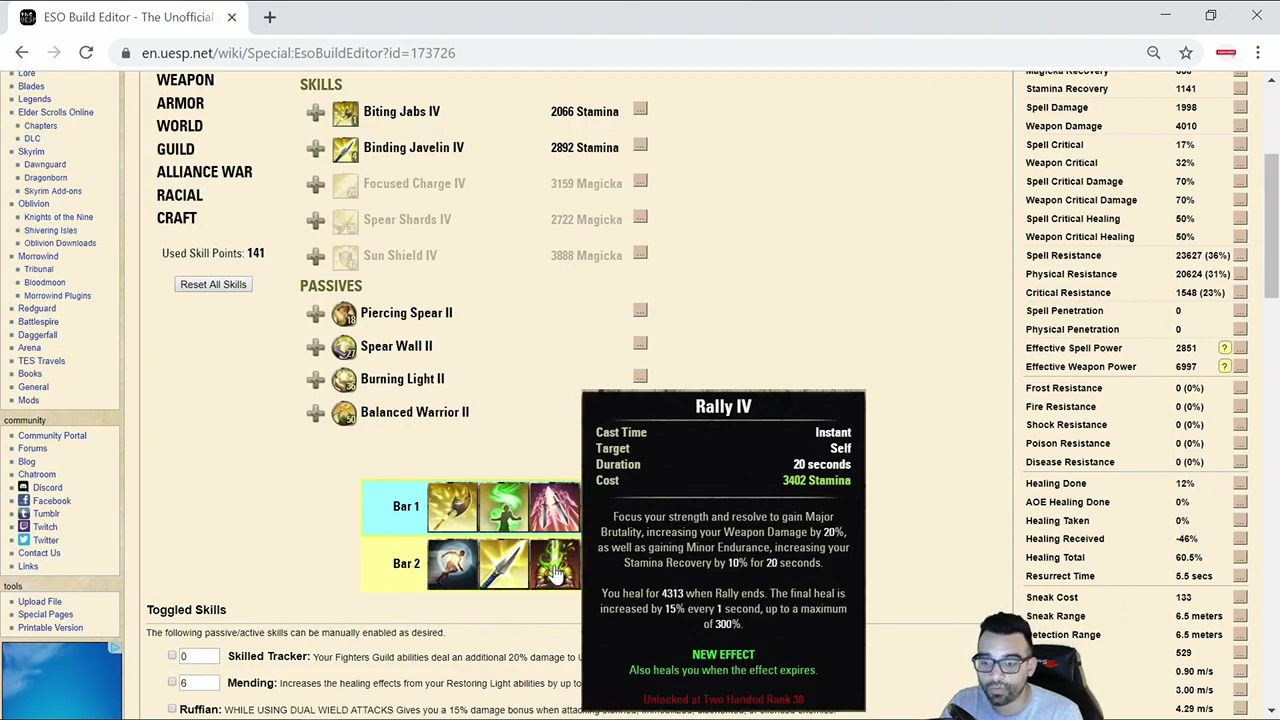 ESO Build Editor - The Unofficial
en.uesp.net/wiki/Special:EsoBuildEditor?id=173726
Lore
Blades
Legends
Elder Scrolls Online
Chapters
DLC
Skyrim
Dawnguard
Dragonborn
Skyrim Add-ons
Oblivion
Knights of the Nine
Shivering Isles
Oblivion Downloads
Morrowind
Tribunal
Bloodmoon
Morrowind Plugins
Redguard
Battlespire
Daggerfall
Arena
TES Travels
Books
General
Mods
community
Community Portal
Forums
Blog
Chatroom
Discord
Facebook
Tumblr
Twitch
Twitter
Contact Us
Links
tools
Upload File
Special Pages
Printable Version
WEAPON
ARMOR
WORLD
GUILD
ALLIANCE WAR
RACIAL
CRAFT
Used Skill Points: 141
Reset All Skills
SKILLS
Biting Jabs IV 2066 Stamina
Binding Javelin IV 2892 Stamina
Focused Charge IV 3159 Magicka
Spear Shards IV 2722 Magicka
Sun Shield IV 3888 Magicka
PASSIVES
Piercing Spear II
Spear Wall II
Burning Light II
Balanced Warrior II
Bar 1
Bar 2
Rally IV
Cast Time Instant
Target Self
Duration 20 seconds
Cost 3402 Stamina
Focus your strength and resolve to gain Major
Brutality, increasing your Weapon Damage by 20%,
as well as gaining Minor Endurance, increasing your
Stamina Recovery by 10% for 20 seconds.
You heal for 4313 when Rally ends. The final heal is
increased by 15% every 1 second, up to a maximum
of 300%.
NEW EFFECT
Also heals you when the effect expires.
Unlocked at Two Handed Rank 38
Toggled Skills
The following passive/active skills can be manually enabled as desired.
0 Skilled Tracker: Your Fighters Guild abilities deal an additional 20% damage to
6 Mending: Increases the healing effects from your Restoring Light abilities by up to
Ruffian: WHILE USING DUAL WIELD
Gives you a 15% damage bonus when attacking
Magicka Recovery
Stamina Recovery 1141
Spell Damage 1998
Weapon Damage 4010
Spell Critical 17%
Weapon Critical 32%
Spell Critical Damage 70%
Weapon Critical Damage 70%
Spell Critical Healing 50%
Weapon Critical Healing 50%
Spell Resistance 23627 (36%)
Physical Resistance 20624 (31%)
Critical Resistance 1548 (23%)
Spell Penetration 0
Physical Penetration 0
Effective Spell Power 2851 ?
Effective Weapon Power 6997 ?
Frost Resistance 0 (0%)
Fire Resistance 0 (0%)
Shock Resistance 0 (0%)
Poison Resistance 0 (0%)
Disease Resistance 0 (0%)
Healing Done 12%
AOE Healing Done 0%
Healing Taken 0%
Healing Received -46%
Healing Total 60.5%
Resurrect Time 5.5 secs
Sneak Cost 133
Sneak Range 6.5 meters
Detection Range 6.5 meters
529
0.90 m/s
3.00 m/s
4.29 m/s